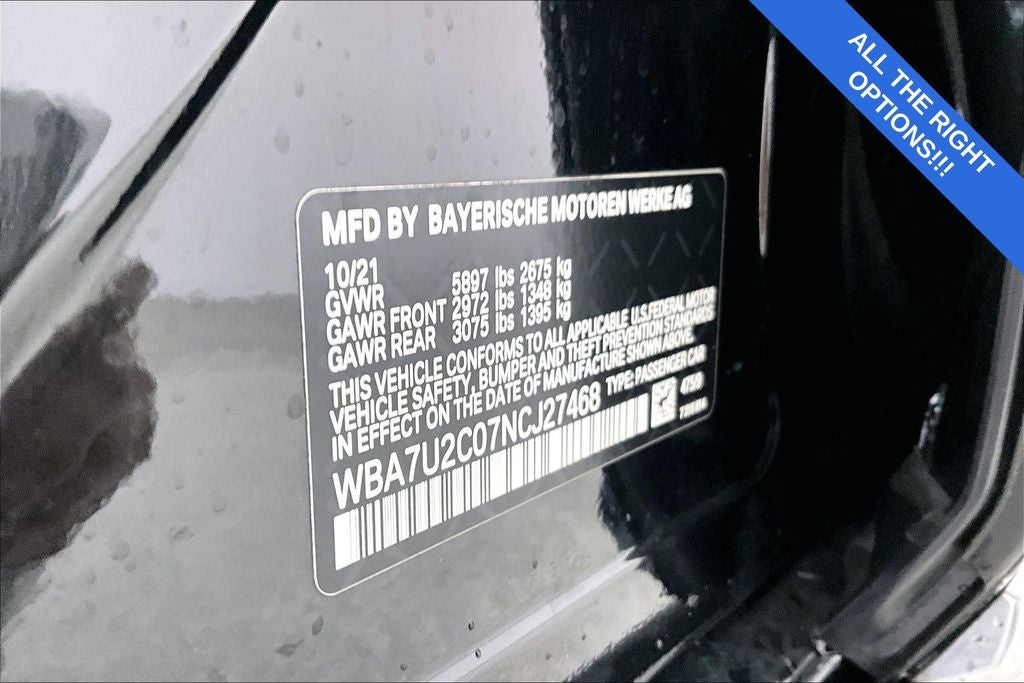 ALL THE RIGHT
OPTIONS!!!
MFD BY BAYERISCHE MOTOREN WERKE AG
10/21
GVWR 5897 lbs 2675 kg
GAWR FRONT 2972 lbs 1348 kg
GAWR REAR 3075 lbs 1395 kg
THIS VEHICLE CONFORMS TO ALL APPLICABLE U.S.FEDERAL MOTOR
VEHICLE SAFETY, BUMPER AND THEFT PREVENTION STANDARDS
IN EFFECT ON THE DATE OF MANUFACTURE SHOWN ABOVE.
WBA7U2C07NCJ27468 TYPE: PASSENGER CAR